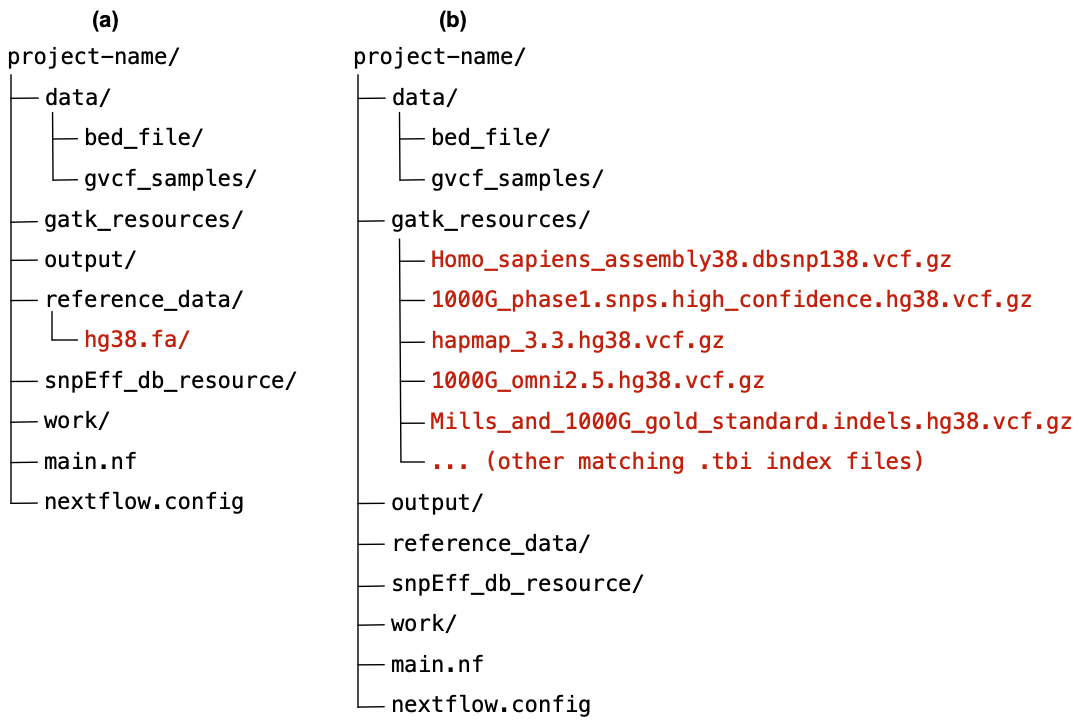 (a)
project-name/
data/
bed_file/
gvcf_samples/
gatk_resources/
output/
reference_data/
hg38.fa/
snpEff_db_resource/
work/
main.nf
nextflow.config
(b)
project-name/
data/
bed_file/
gvcf_samples/
gatk_resources/
Homo_sapiens_assembly38.dbsnp138.vcf.gz
1000G_phase1.snps.high_confidence.hg38.vcf.gz
hapmap_3.3.hg38.vcf.gz
1000G_omni2.5.hg38.vcf.gz
Mills_and_1000G_gold_standard.indels.hg38.vcf.gz
... (other matching .tbi index files)
output/
reference_data/
snpEff_db_resource/
work/
main.nf
nextflow.config